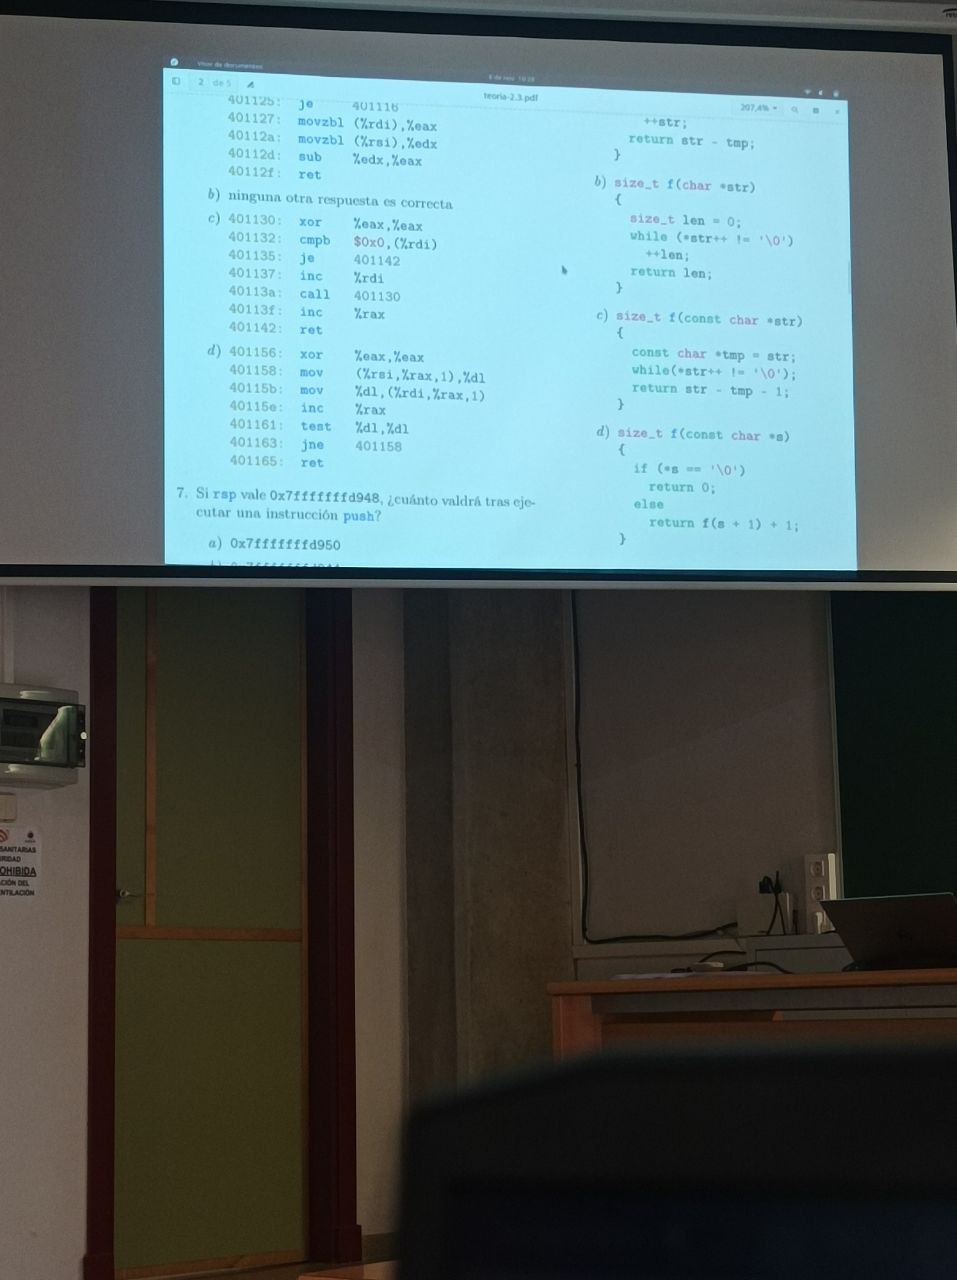 Visor de documentos
2 de 5
teoria-2.3.pdf
207,4%
401125: je 401116
401127: movzbl (%rdi),%eax
40112a: movzbl (%rsi),%edx
40112d: sub %edx,%eax
40112f: ret
b) ninguna otra respuesta es correcta
c) 401130: xor %eax,%eax
401132: cmpb $0x0,(%rdi)
401135: je 401142
401137: inc %rdi
40113a: call 401130
40113f: inc %rax
401142: ret
d) 401156: xor %eax,%eax
401158: mov (%rsi,%rax,1),%dl
40115b: mov %dl,(%rdi,%rax,1)
40115e: inc %rax
401161: test %dl,%dl
401163: jne 401158
401165: ret
7. Si rsp vale 0x7fffffffd948, ¿cuánto valdrá tras eje-
cutar una instrucción push?
a) 0x7fffffffd950
++str;
return str - tmp;
}
b) size_t f(char *str)
{
size_t len = 0;
while (*str++ != '\0')
++len;
return len;
}
c) size_t f(const char *str)
{
const char *tmp = str;
while(*str++ != '\0');
return str - tmp - 1;
}
d) size_t f(const char *s)
{
if (*s == '\0')
return 0;
else
return f(s + 1) + 1;
}
SANITARIAS
OHIBIDA
CIÓN DEL
NTILACIÓN